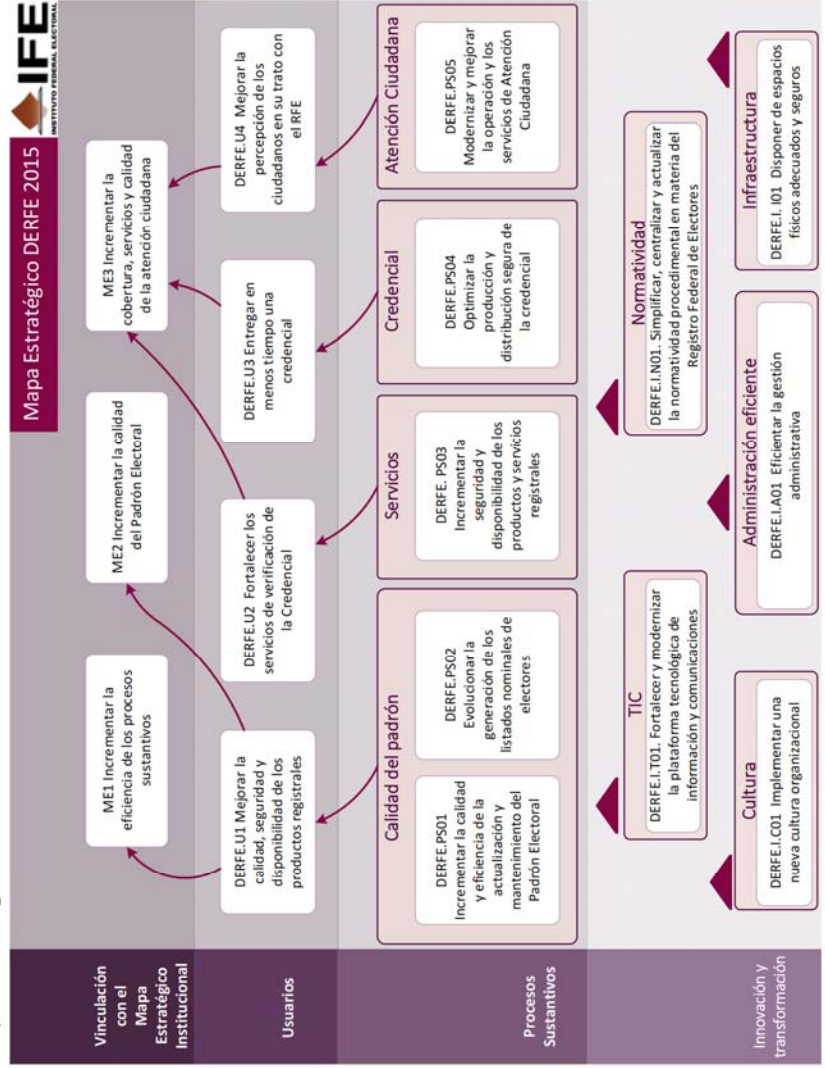 Mapa Estratégico DERFE 2015
IFE
INSTITUTO FEDERAL ELECTORAL
Vinculación
con el
Mapa
Estratégico
Institucional
ME1 Incrementar la
eficiencia de los procesos
sustantivos
ME2 Incrementar la calidad
del Padrón Electoral
ME3 Incrementar la
cobertura, servicios y calidad
de la atención ciudadana
Usuarios
DERFE.U1 Mejorar la
calidad, seguridad y
disponibilidad de los
productos registrales
DERFE.U2 Fortalecer los
servicios de verificación de
la Credencial
DERFE.U3 Entregar en
menos tiempo una
credencial
DERFE.U4 Mejorar la
percepción de los
ciudadanos en su trato con
el RFE
Procesos
Sustantivos
Calidad del padrón
DERFE.PS01
Incrementar la calidad
y eficiencia de la
actualización y
mantenimiento del
Padrón Electoral
DERFE.PS02
Evolucionar la
generación de los
listados nominales de
electores
Servicios
DERFE. PS03
Incrementar la
seguridad y
disponibilidad de los
productos y servicios
registrales
Credencial
DERFE.PS04
Optimizar la
producción y
distribución segura de
la credencial
Atención Ciudadana
DERFE.PS05
Modernizar y mejorar
la operación y los
servicios de Atención
Ciudadana
Innovación y
transformación
TIC
DERFE.I.T01. Fortalecer y modernizar
la plataforma tecnológica de
información y comunicaciones
Normatividad
DERFE.I.N01. Simplificar, centralizar y actualizar
la normatividad procedimental en materia del
Registro Federal de Electores
Cultura
DERFE.I.C01 Implementar una
nueva cultura organizacional
Administración eficiente
DERFE.I.A01 Eficientar la gestión
administrativa
Infraestructura
DERFE.I. I01 Disponer de espacios
físicos adecuados y seguros